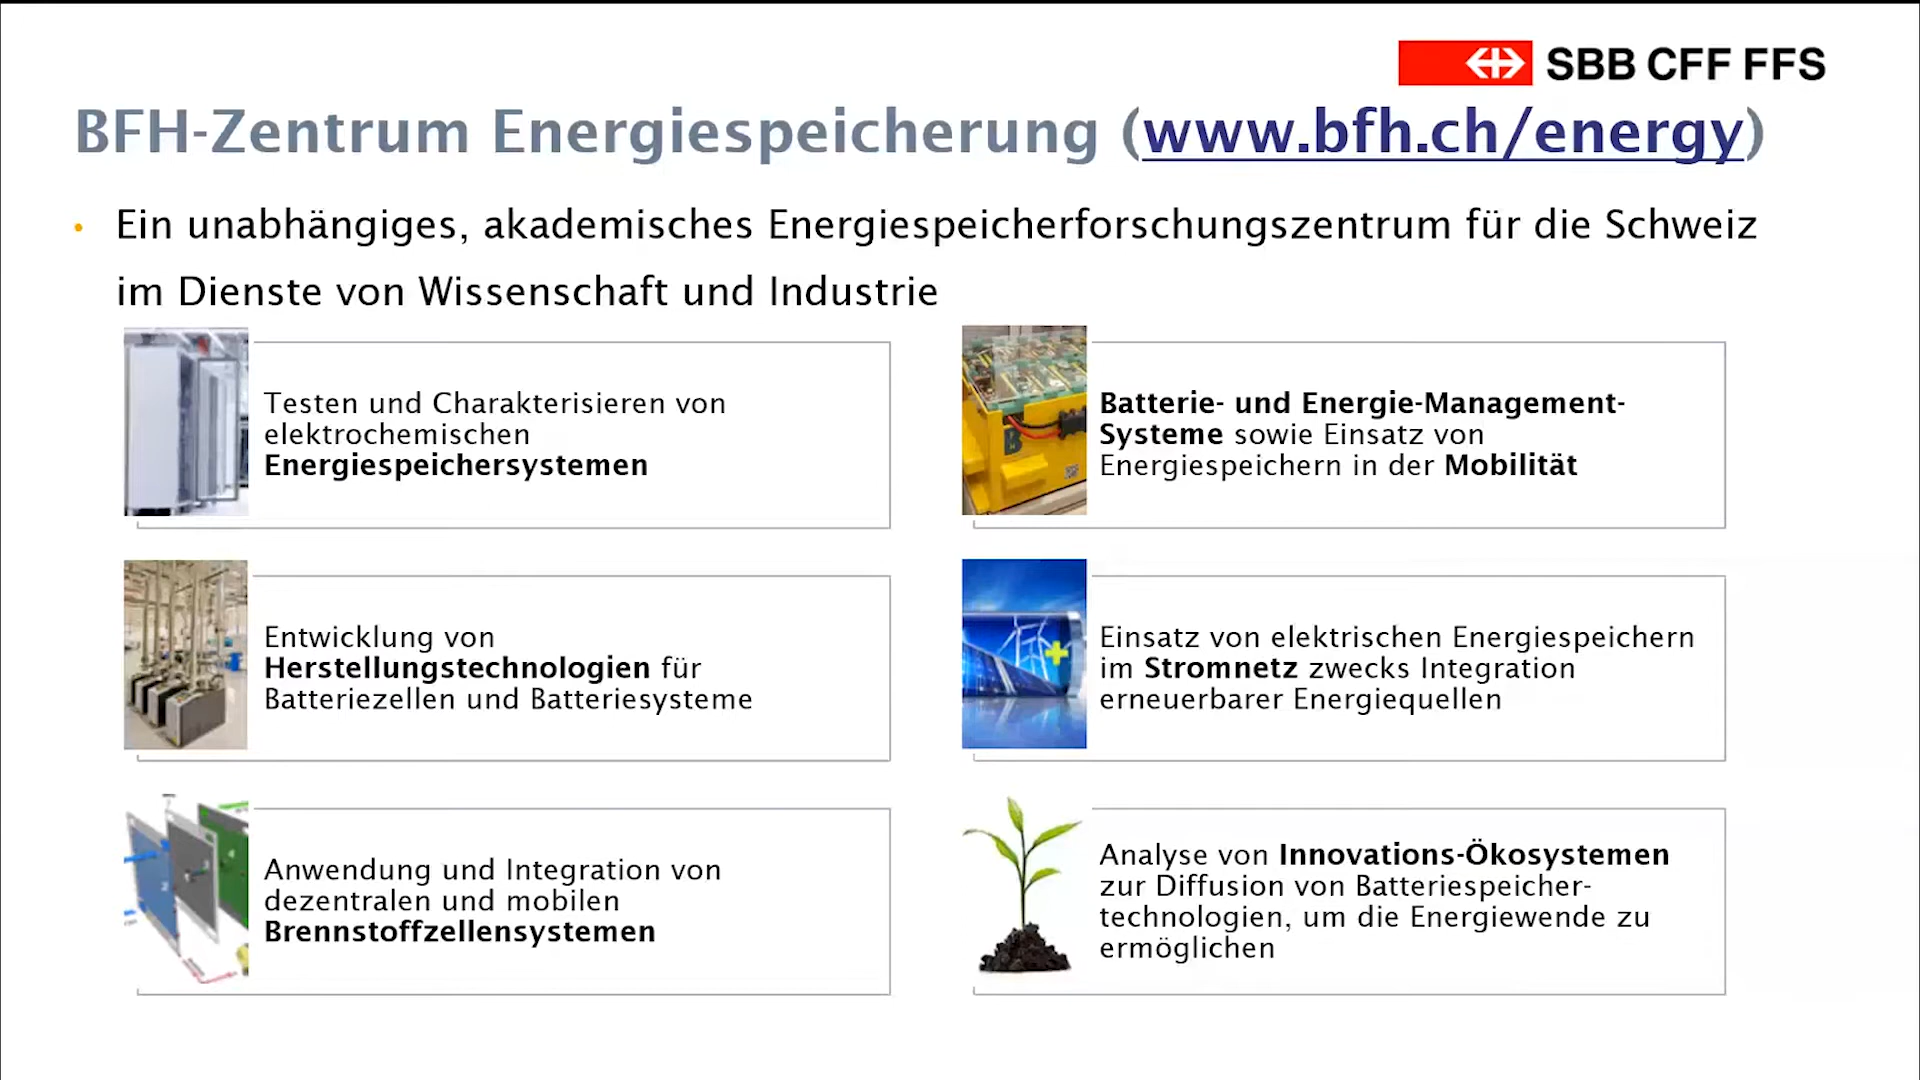 SBB CFF FFS
BFH-Zentrum Energiespeicherung (www.bfh.ch/energy)
• Ein unabhängiges, akademisches Energiespeicherforschungszentrum für die Schweiz
im Dienste von Wissenschaft und Industrie
Testen und Charakterisieren von
elektrochemischen
Energiespeichersystemen
Batterie- und Energie-Management-
Systeme sowie Einsatz von
Energiespeichern in der Mobilität
Entwicklung von
Herstellungstechnologien für
Batteriezellen und Batteriesysteme
Einsatz von elektrischen Energiespeichern
im Stromnetz zwecks Integration
erneuerbarer Energiequellen
Anwendung und Integration von
dezentralen und mobilen
Brennstoffzellensystemen
Analyse von Innovations-Ökosystemen
zur Diffusion von Batteriespeicher-
technologien, um die Energiewende zu
ermöglichen